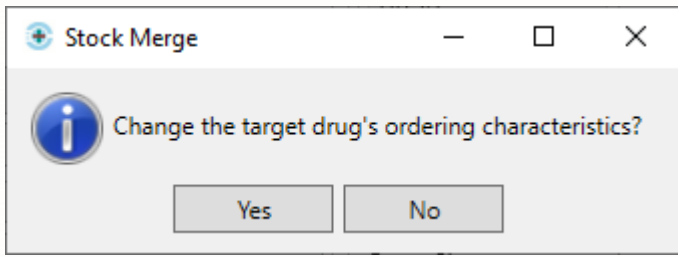 Stock Merge
Change the target drug's ordering characteristics?
Yes
No